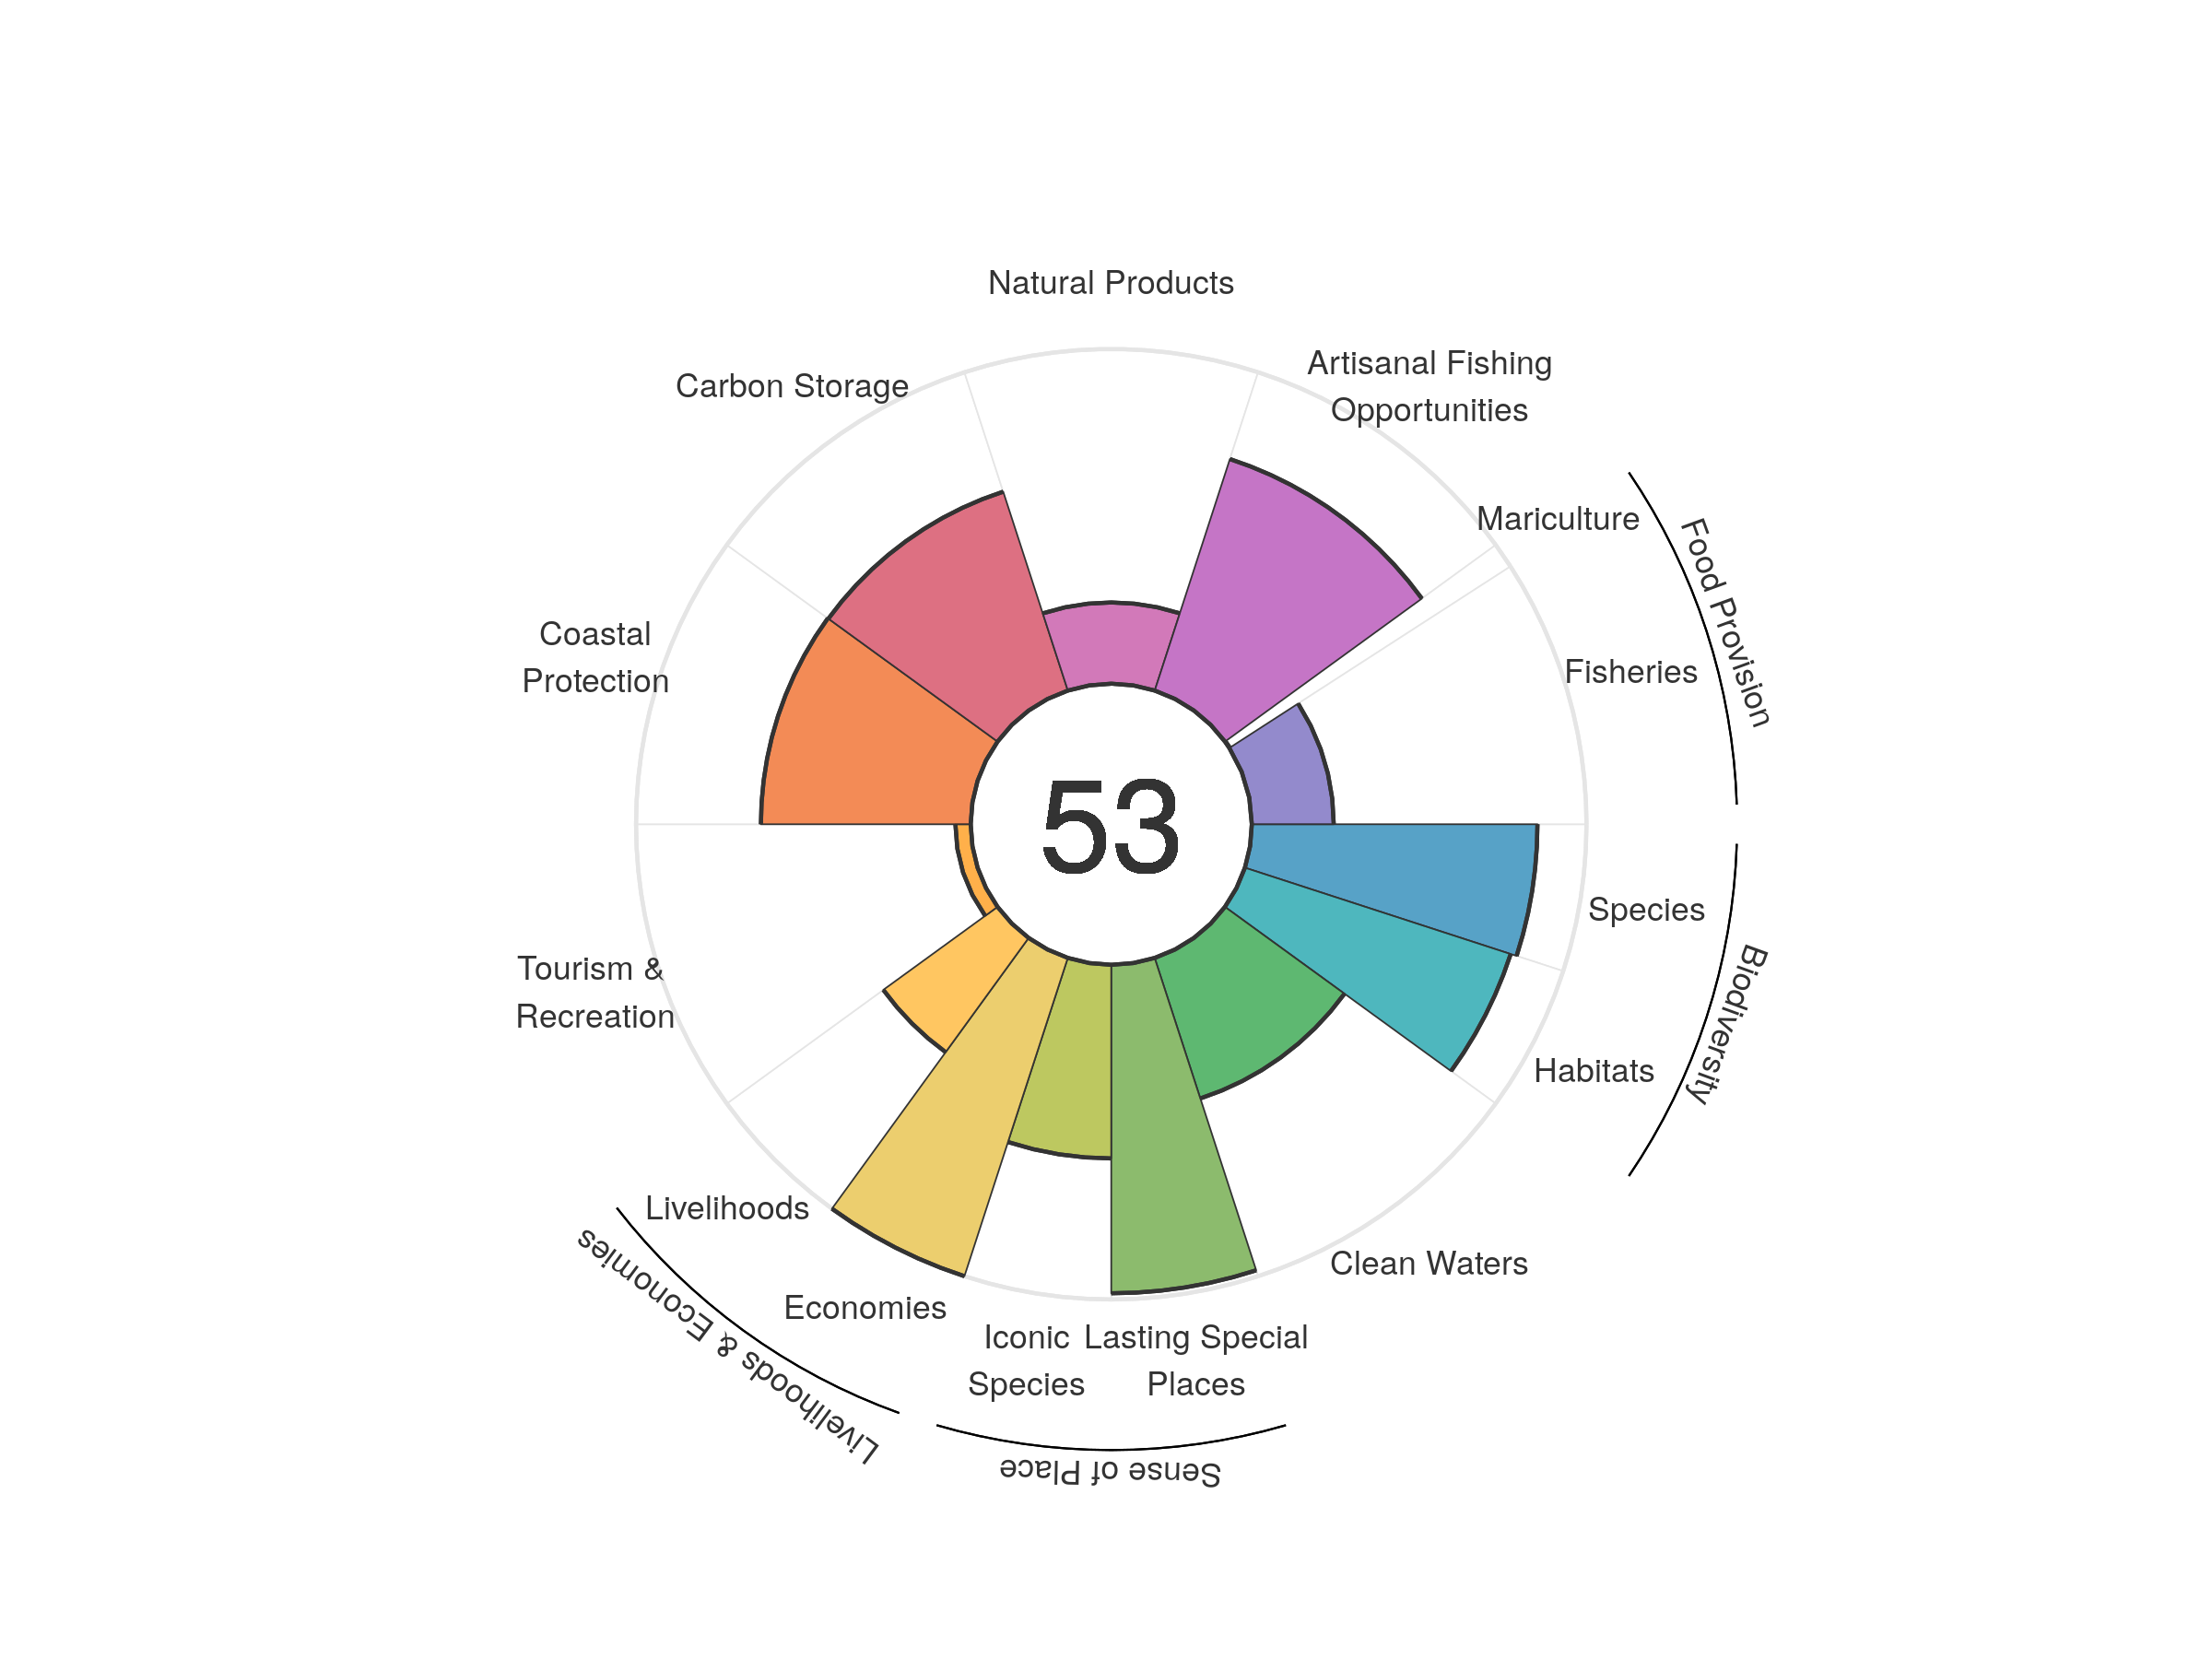 Natural Products
Artisanal Fishing
Opportunities
Carbon Storage
Mariculture
Food Provision
Coastal
Protection
Fisheries
53
Species
Biodiversity
Tourism &
Recreation
Habitats
Livelihoods
Clean Waters
Livelihoods & Economies
Economies
Iconic
Species
Lasting Special
Places
Sense of Place